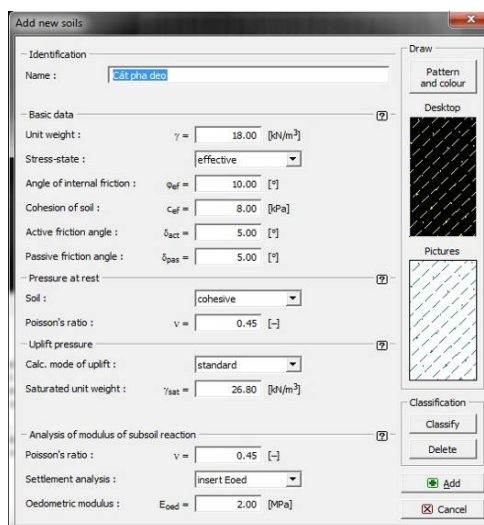 Add new soils
Identification
Name :
Cát pha deo
Basic data
Unit weight : γ = 18.00 [kN/m³]
Stress-state : effective
Angle of internal friction : φef = 10.00 [°]
Cohesion of soil : cef = 8.00 [kPa]
Active friction angle : δact = 5.00 [°]
Passive friction angle : δpas = 5.00 [°]
Pressure at rest
Soil : cohesive
Poisson's ratio : ν = 0.45 [–]
Uplift pressure
Calc. mode of uplift : standard
Saturated unit weight : γsat = 26.80 [kN/m³]
Analysis of modulus of subsoil reaction
Poisson's ratio : ν = 0.45 [–]
Settlement analysis : insert Eoed
Oedometric modulus : Eoed = 2.00 [MPa]
Draw
Pattern
and colour
Desktop
Pictures
Classification
Classify
Delete
Add
Cancel